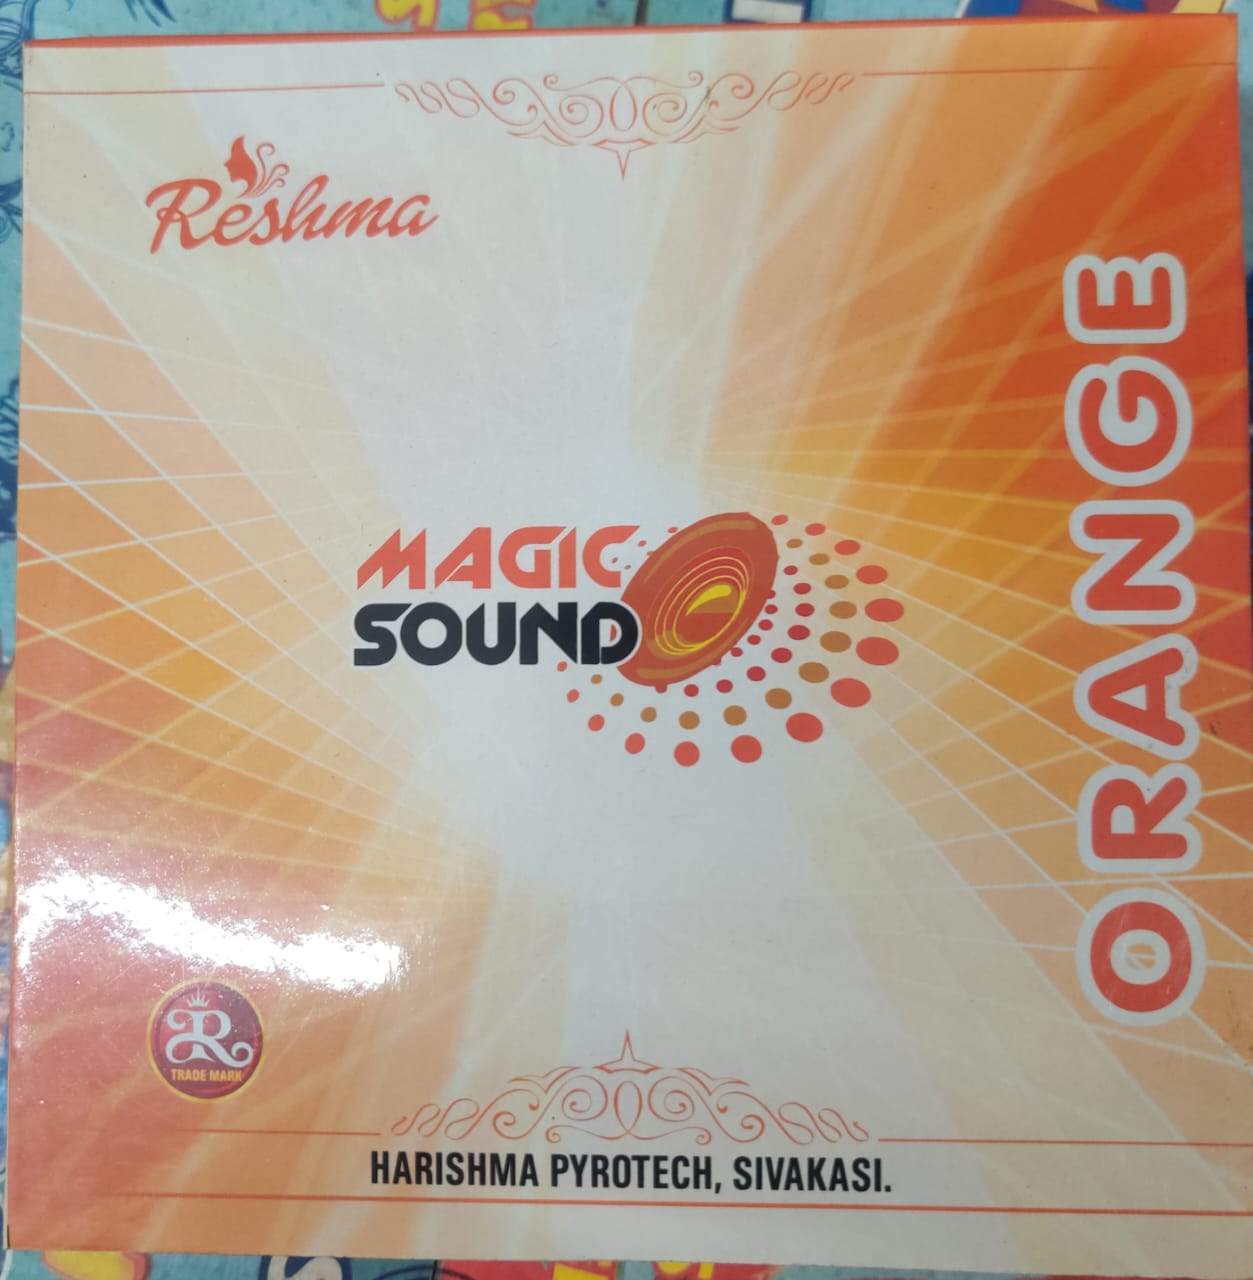 Reshma
MAGIC
SOUND
ORANGE
R
TRADE MARK
HARISHMA PYROTECH, SIVAKASI.